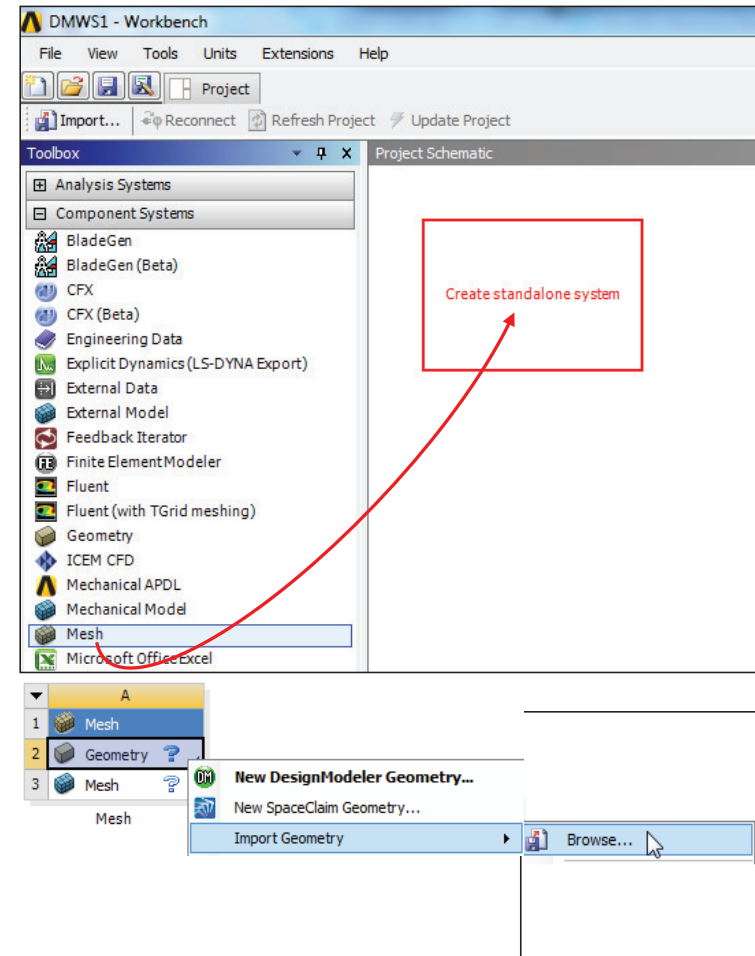 DMWS1 - Workbench
File View Tools Units Extensions Help
Project
Import... Reconnect Refresh Project Update Project
Toolbox X Project Schematic
Analysis Systems
Component Systems
BladeGen
BladeGen (Beta)
CFX
Create standalone system
CFX (Beta)
Engineering Data
Explicit Dynamics (LS-DYNA Export)
External Data
External Model
Feedback Iterator
FE Finite Element Modeler
Fluent
Fluent (with TGrid meshing)
Geometry
ICEM CFD
Mechanical APDL
Mechanical Model
Mesh
Microsoft Office Excel
A
1 Mesh
2 Geometry ?
3 Mesh ?
Mesh
DM New DesignModeler Geometry...
New SpaceClaim Geometry...
Import Geometry
Browse...